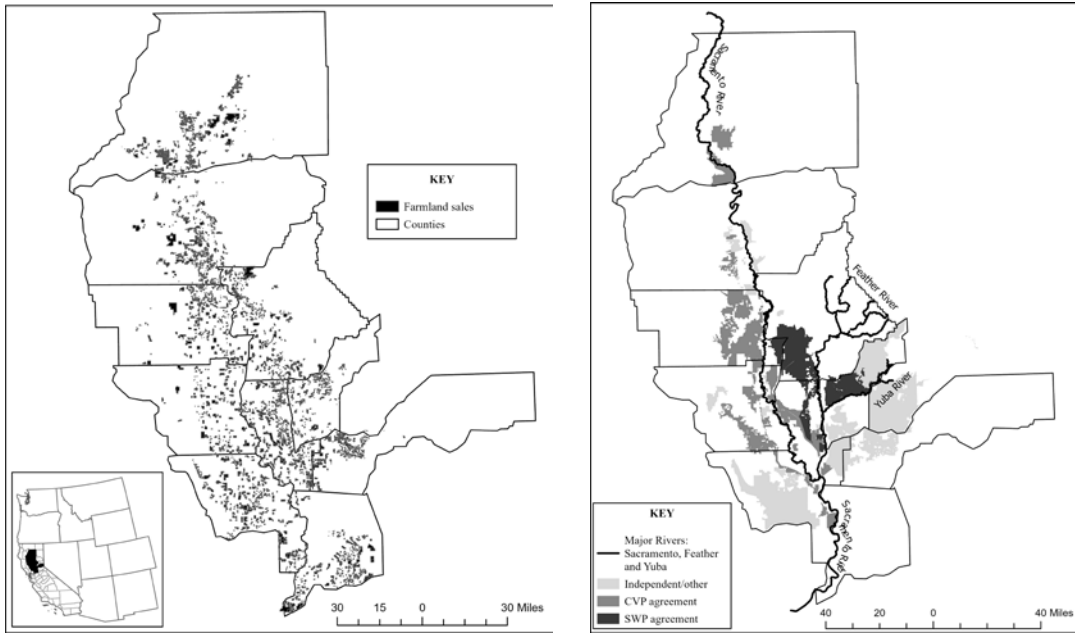 KEY
Farmland sales
Counties
30 15 0 30 Miles
Sacramento River
Feather River
Yuba River
Sacramento River
KEY
Major Rivers:
Sacramento, Feather
and Yuba
Independent/other
CVP agreement
SWP agreement
40 20 0 40 Miles